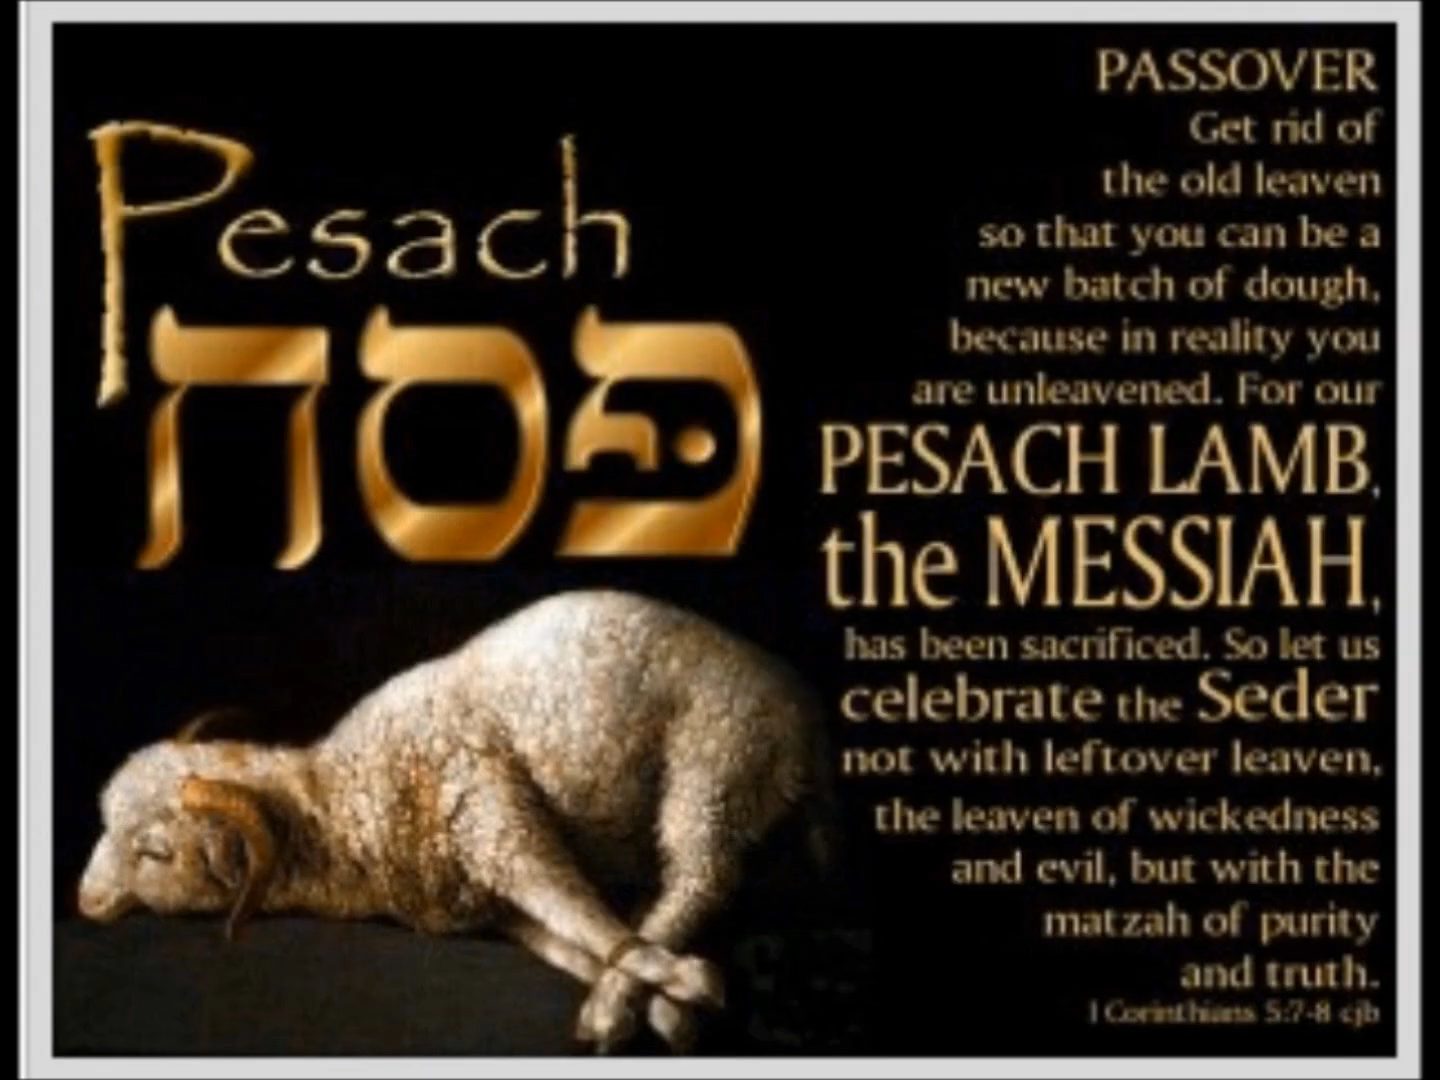 Pesach
פסח
PASSOVER
Get rid of
the old leaven
so that you can be a
new batch of dough,
because in reality you
are unleavened. For our
PESACH LAMB,
the MESSIAH,
has been sacrificed. So let us
celebrate the Seder
not with leftover leaven,
the leaven of wickedness
and evil, but with the
matzah of purity
and truth.
I Corinthians 5:7-8 cjb